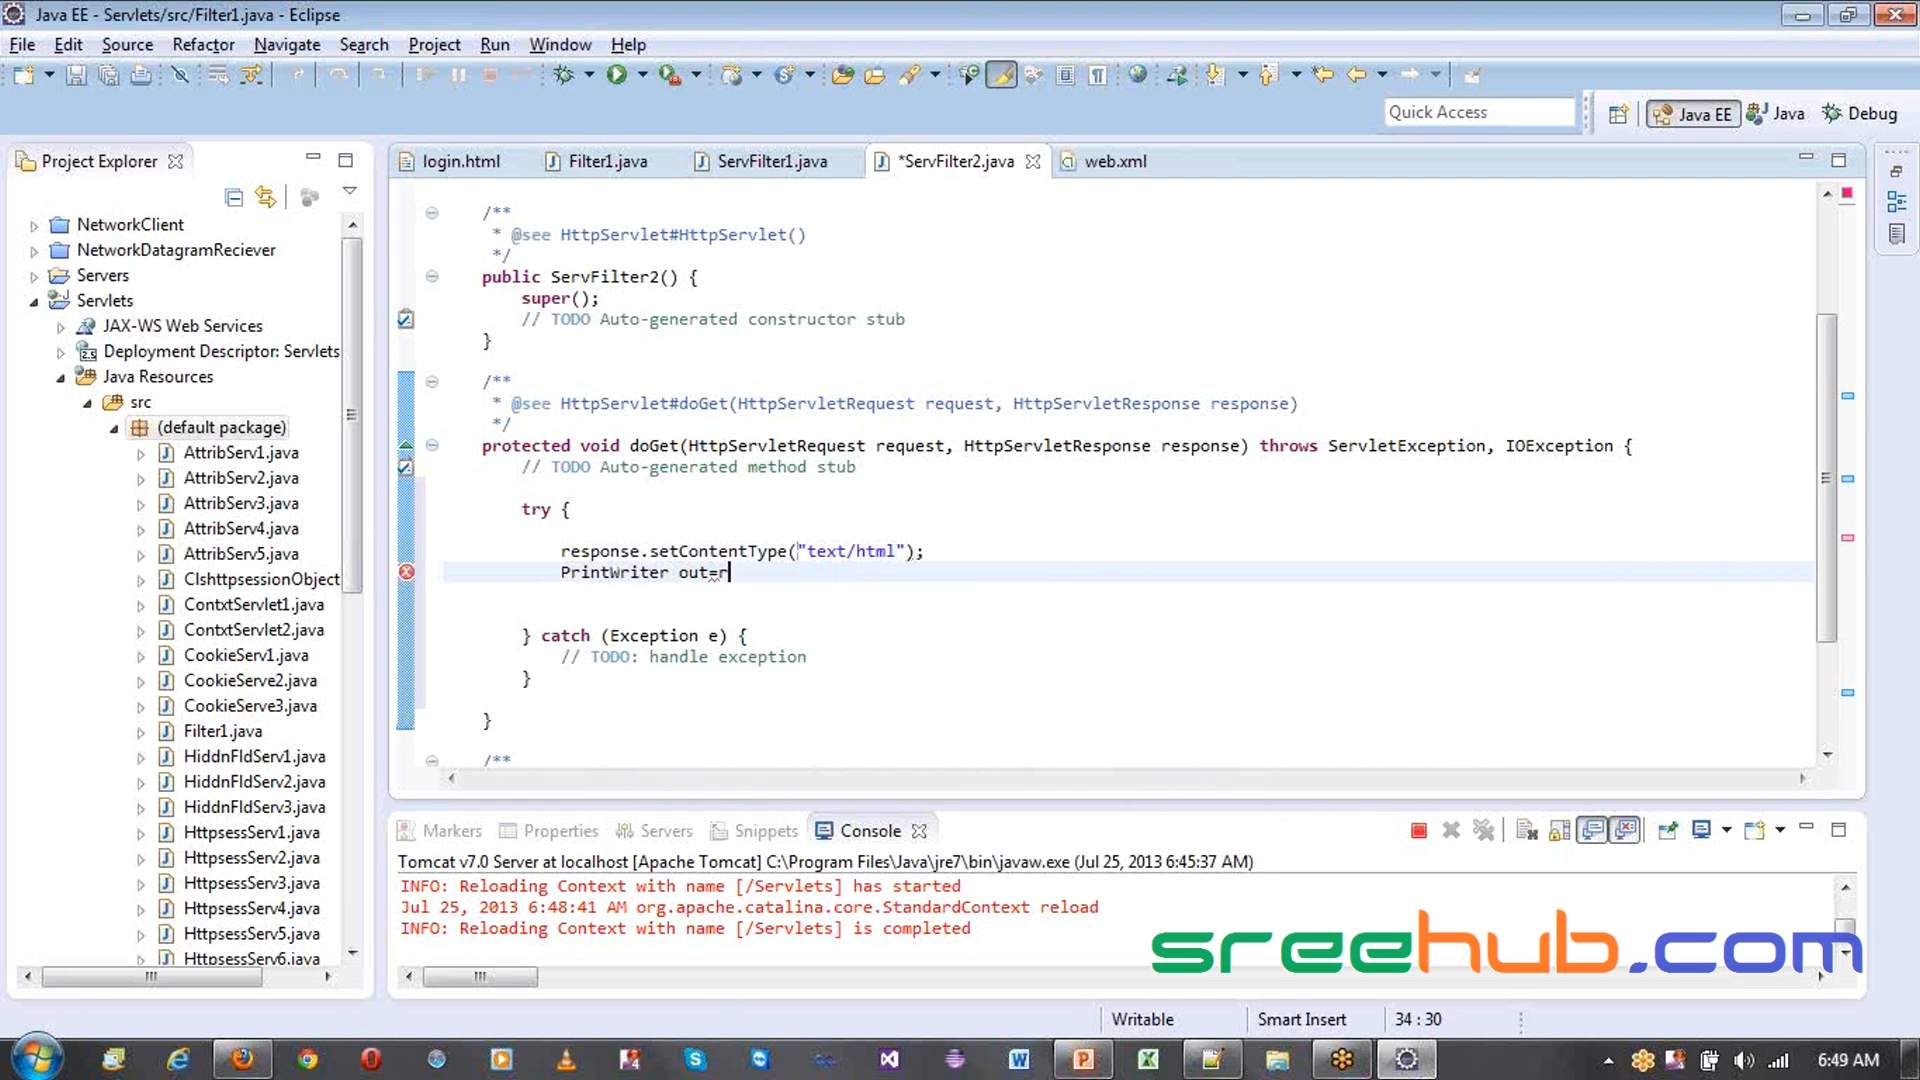 Java EE - Servlets/src/Filter1.java - Eclipse
File Edit Source Refactor Navigate Search Project Run Window Help
Quick Access
Java EE Java Debug
Project Explorer
NetworkClient
NetworkDatagramReciever
Servers
Servlets
JAX-WS Web Services
2.5 Deployment Descriptor: Servlets
Java Resources
src
(default package)
AttribServ1.java
AttribServ2.java
AttribServ3.java
AttribServ4.java
AttribServ5.java
ClshttpsessionObject
ContxtServlet1.java
ContxtServlet2.java
CookieServ1.java
CookieServe2.java
CookieServe3.java
Filter1.java
HiddnFldServ1.java
HiddnFldServ2.java
HiddnFldServ3.java
HttpsessServ1.java
HttpsessServ2.java
HttpsessServ3.java
HttpsessServ4.java
HttpsessServ5.java
HttpsessServ6.java
login.html Filter1.java ServFilter1.java *ServFilter2.java web.xml
/**
* @see HttpServlet#HttpServlet()
*/
public ServFilter2() {
super();
// TODO Auto-generated constructor stub
}
/**
* @see HttpServlet#doGet(HttpServletRequest request, HttpServletResponse response)
*/
protected void doGet(HttpServletRequest request, HttpServletResponse response) throws ServletException, IOException {
// TODO Auto-generated method stub
try {
response.setContentType("text/html");
PrintWriter out=r
} catch (Exception e) {
// TODO: handle exception
}
}
/**
Markers Properties Servers Snippets Console
Tomcat v7.0 Server at localhost [Apache Tomcat] C:\Program Files\Java\jre7\bin\javaw.exe (Jul 25, 2013 6:45:37 AM)
INFO: Reloading Context with name [/Servlets] has started
Jul 25, 2013 6:48:41 AM org.apache.catalina.core.StandardContext reload
INFO: Reloading Context with name [/Servlets] is completed
sreehub.com
Writable Smart Insert 34 : 30
6:49 AM